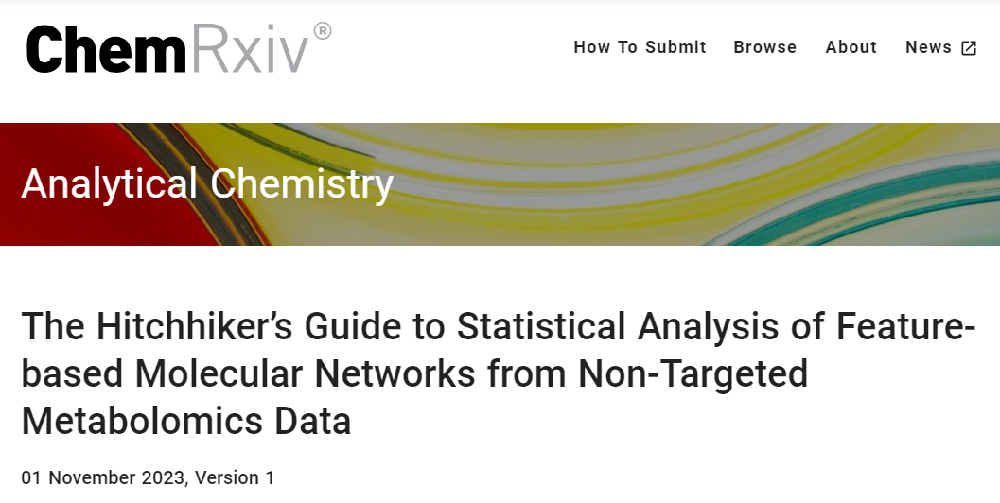 ChemRxiv®
How To Submit Browse About News
Analytical Chemistry
The Hitchhiker’s Guide to Statistical Analysis of Feature-
based Molecular Networks from Non-Targeted
Metabolomics Data
01 November 2023, Version 1